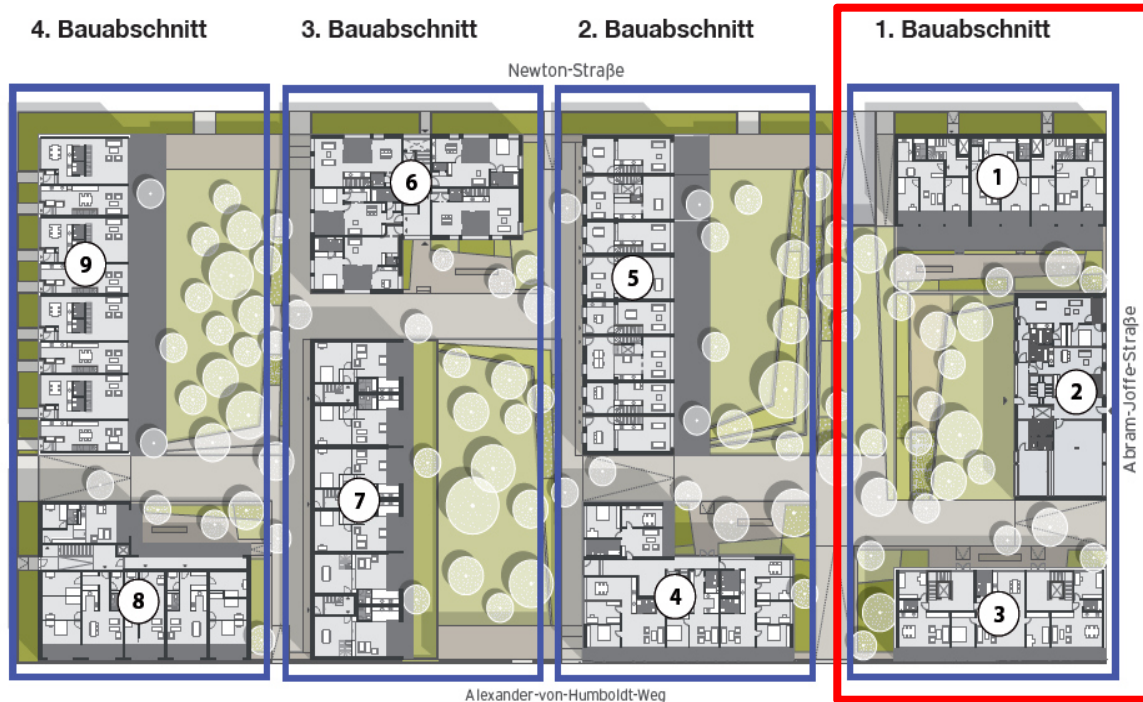 4. Bauabschnitt
3. Bauabschnitt
2. Bauabschnitt
1. Bauabschnitt
Newton-Straße
6
1
9
5
2
Abram-Joffe-Straße
7
8
4
3
Alexander-von-Humboldt-Weg